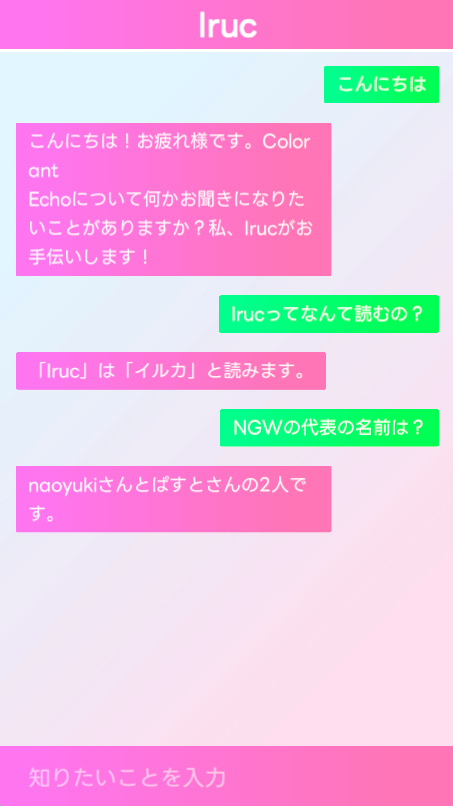 Iruc
こんにちは
こんにちは！お疲れ様です。Color
ant
Echoについて何かお聞きになりた
いことがありますか？私、Irucがお
手伝いします！
Irucってなんて読むの？
「Iruc」は「イルカ」と読みます。
NGWの代表の名前は？
naoyukiさんとぱすとさんの2人で
す。
知りたいことを入力